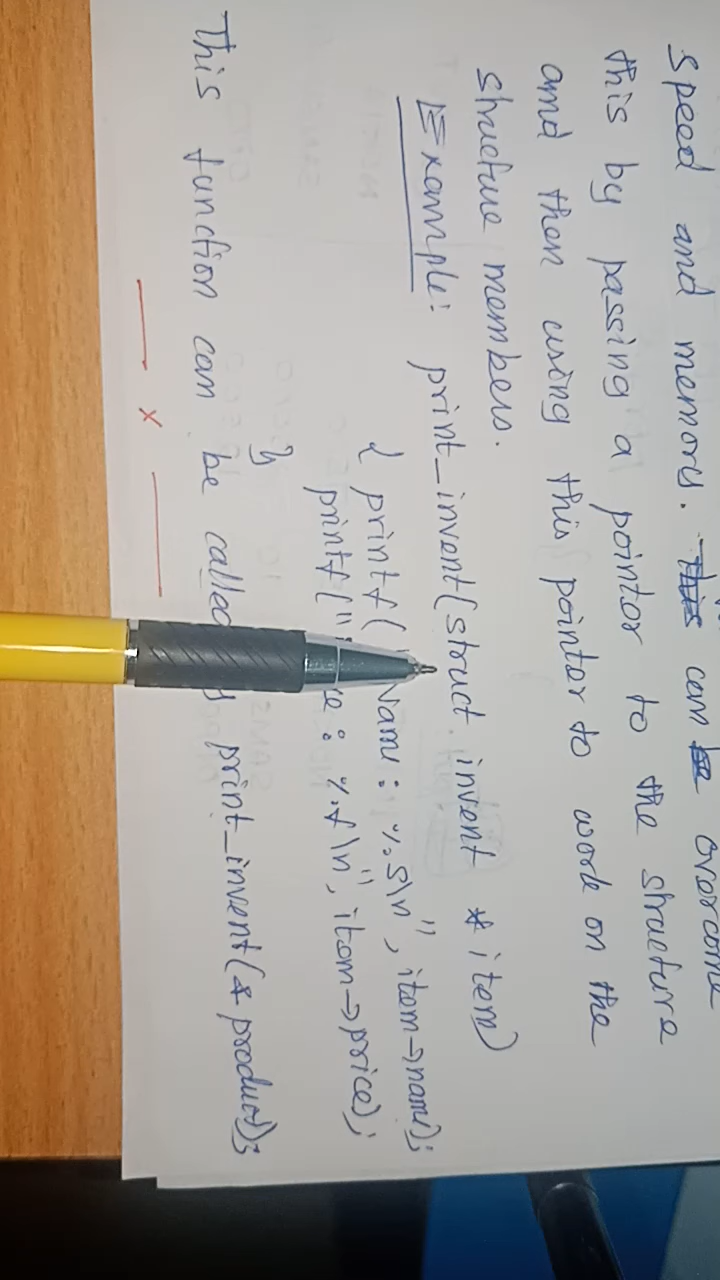 speed and memory. This can be overcome
this by passing a pointer to the structure
and then using this pointer to work on the
structure members.
Example: print_invent(struct invent *item)
{ printf( Name: %s\n", item→name);
printf(" : %f\n", item→price);
}
This function can be called print_invent(&product);
x